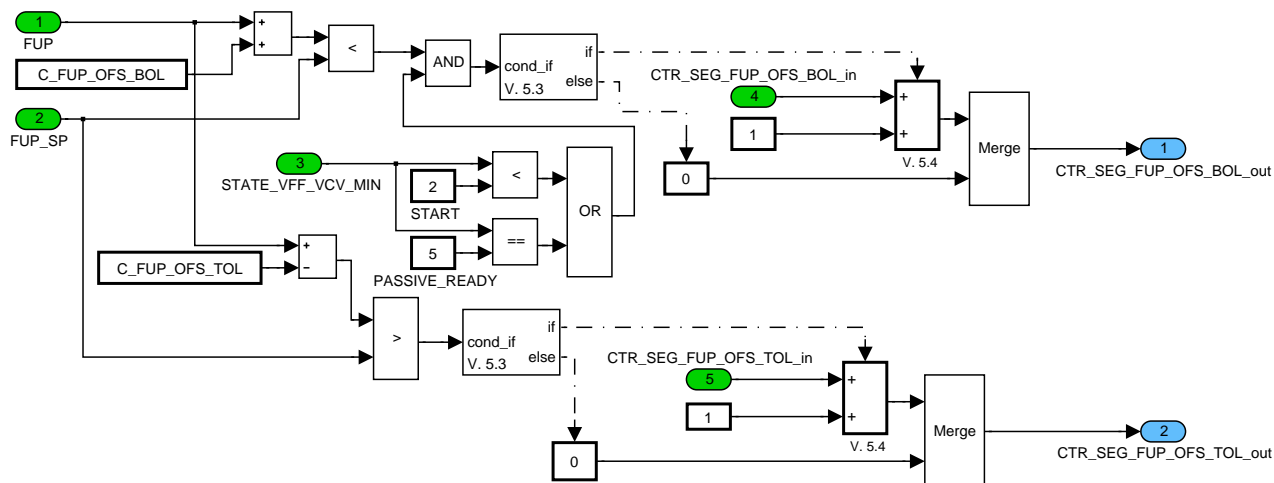 1
FUP
+
+
<
AND
cond_if
if
else
V. 5.3
C_FUP_OFS_BOL
2
FUP_SP
CTR_SEG_FUP_OFS_BOL_in
4
1
+
+
V. 5.4
Merge
1
CTR_SEG_FUP_OFS_BOL_out
0
3
STATE_VFF_VCV_MIN
2
START
<
OR
5
PASSIVE_READY
==
+
−
C_FUP_OFS_TOL
>
cond_if
if
else
V. 5.3
CTR_SEG_FUP_OFS_TOL_in
5
1
+
+
V. 5.4
Merge
2
CTR_SEG_FUP_OFS_TOL_out
0